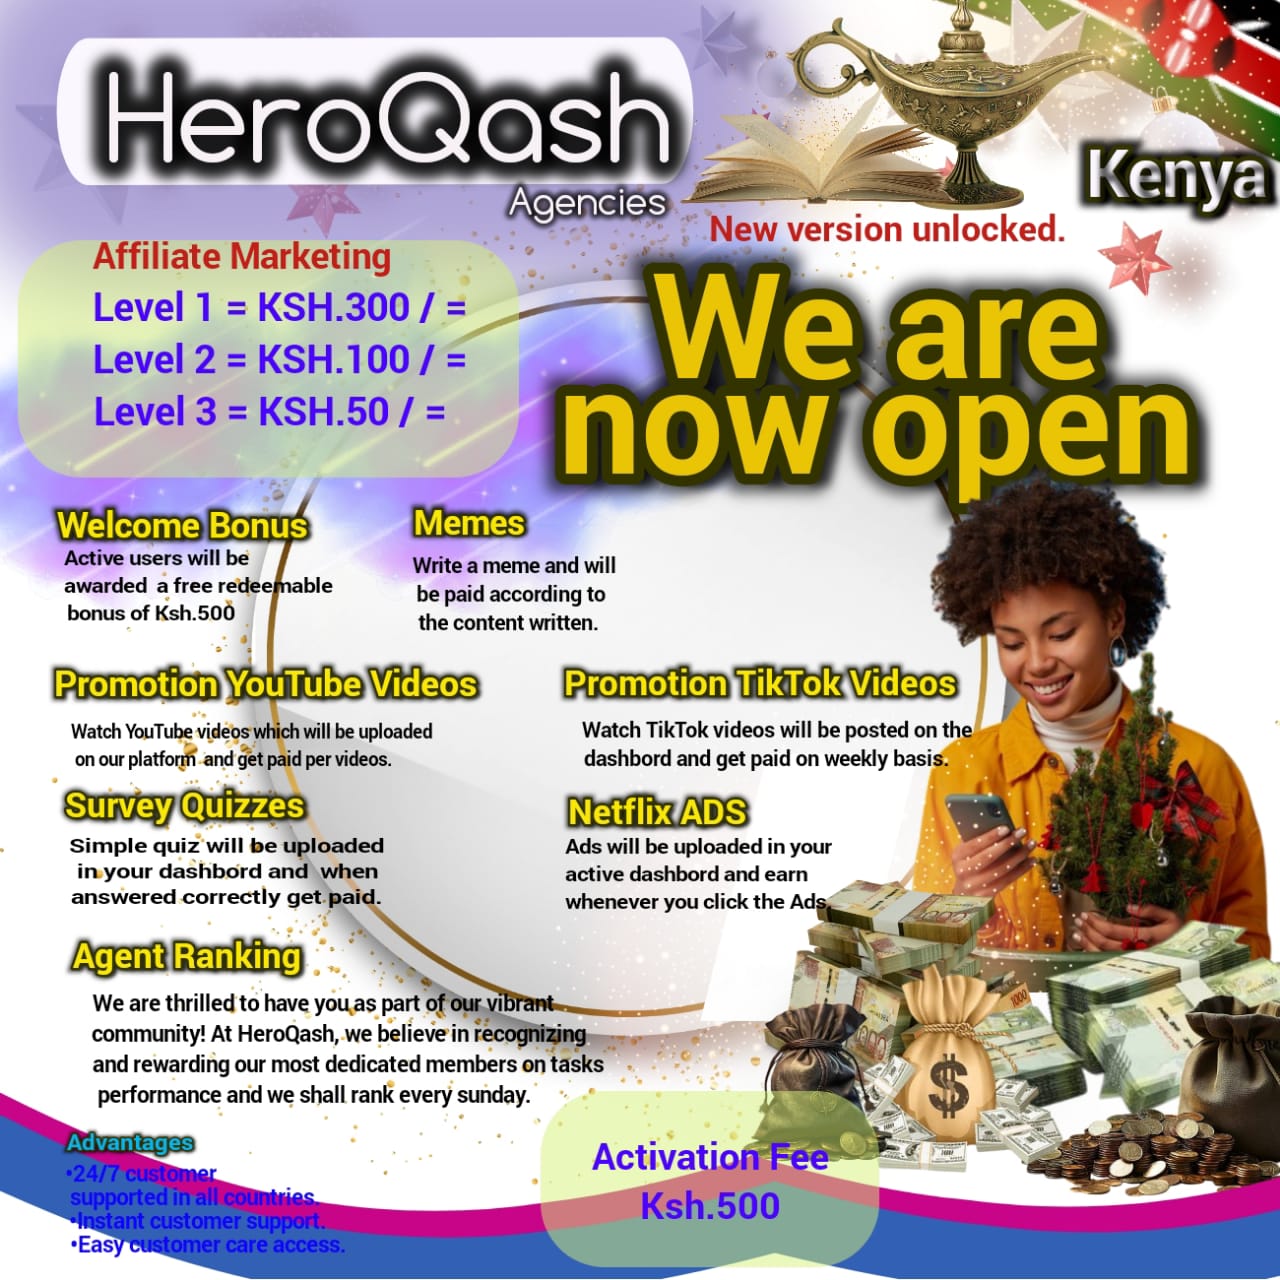 HeroQash
Agencies
Kenya
New version unlocked.
Affiliate Marketing
Level 1 = KSH.300 / =
Level 2 = KSH.100 / =
Level 3 = KSH.50 / =
We are
now open
Welcome Bonus
Active users will be
awarded a free redeemable
bonus of Ksh.500
Memes
Write a meme and will
be paid according to
the content written.
Promotion YouTube Videos
Watch YouTube videos which will be uploaded
on our platform and get paid per videos.
Promotion TikTok Videos
Watch TikTok videos will be posted on the
dashbord and get paid on weekly basis.
Survey Quizzes
Simple quiz will be uploaded
in your dashbord and when
answered correctly get paid.
Netflix ADS
Ads will be uploaded in your
active dashbord and earn
whenever you click the Ads.
Agent Ranking
We are thrilled to have you as part of our vibrant
community! At HeroQash, we believe in recognizing
and rewarding our most dedicated members on tasks
performance and we shall rank every sunday.
Advantages
•24/7 customer
supported in all countries.
•Instant customer support.
•Easy customer care access.
Activation Fee
Ksh.500
$